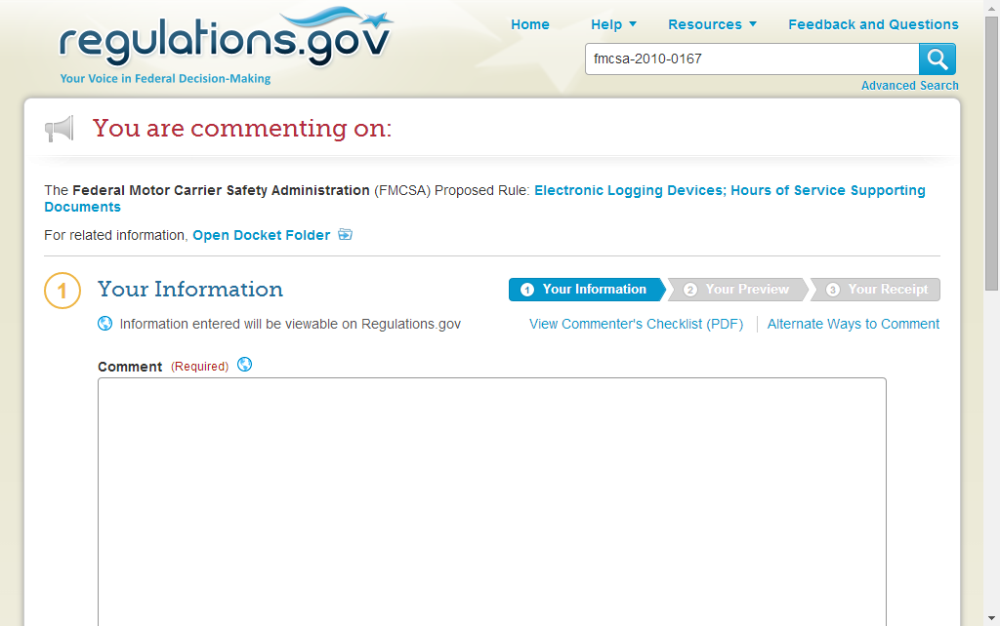 regulations.gov
Your Voice in Federal Decision-Making
Home Help Resources Feedback and Questions
fmcsa-2010-0167
Advanced Search
You are commenting on:
The Federal Motor Carrier Safety Administration (FMCSA) Proposed Rule: Electronic Logging Devices; Hours of Service Supporting
Documents
For related information, Open Docket Folder
1 Your Information
1 Your Information 2 Your Preview 3 Your Receipt
Information entered will be viewable on Regulations.gov
View Commenter's Checklist (PDF) Alternate Ways to Comment
Comment (Required)